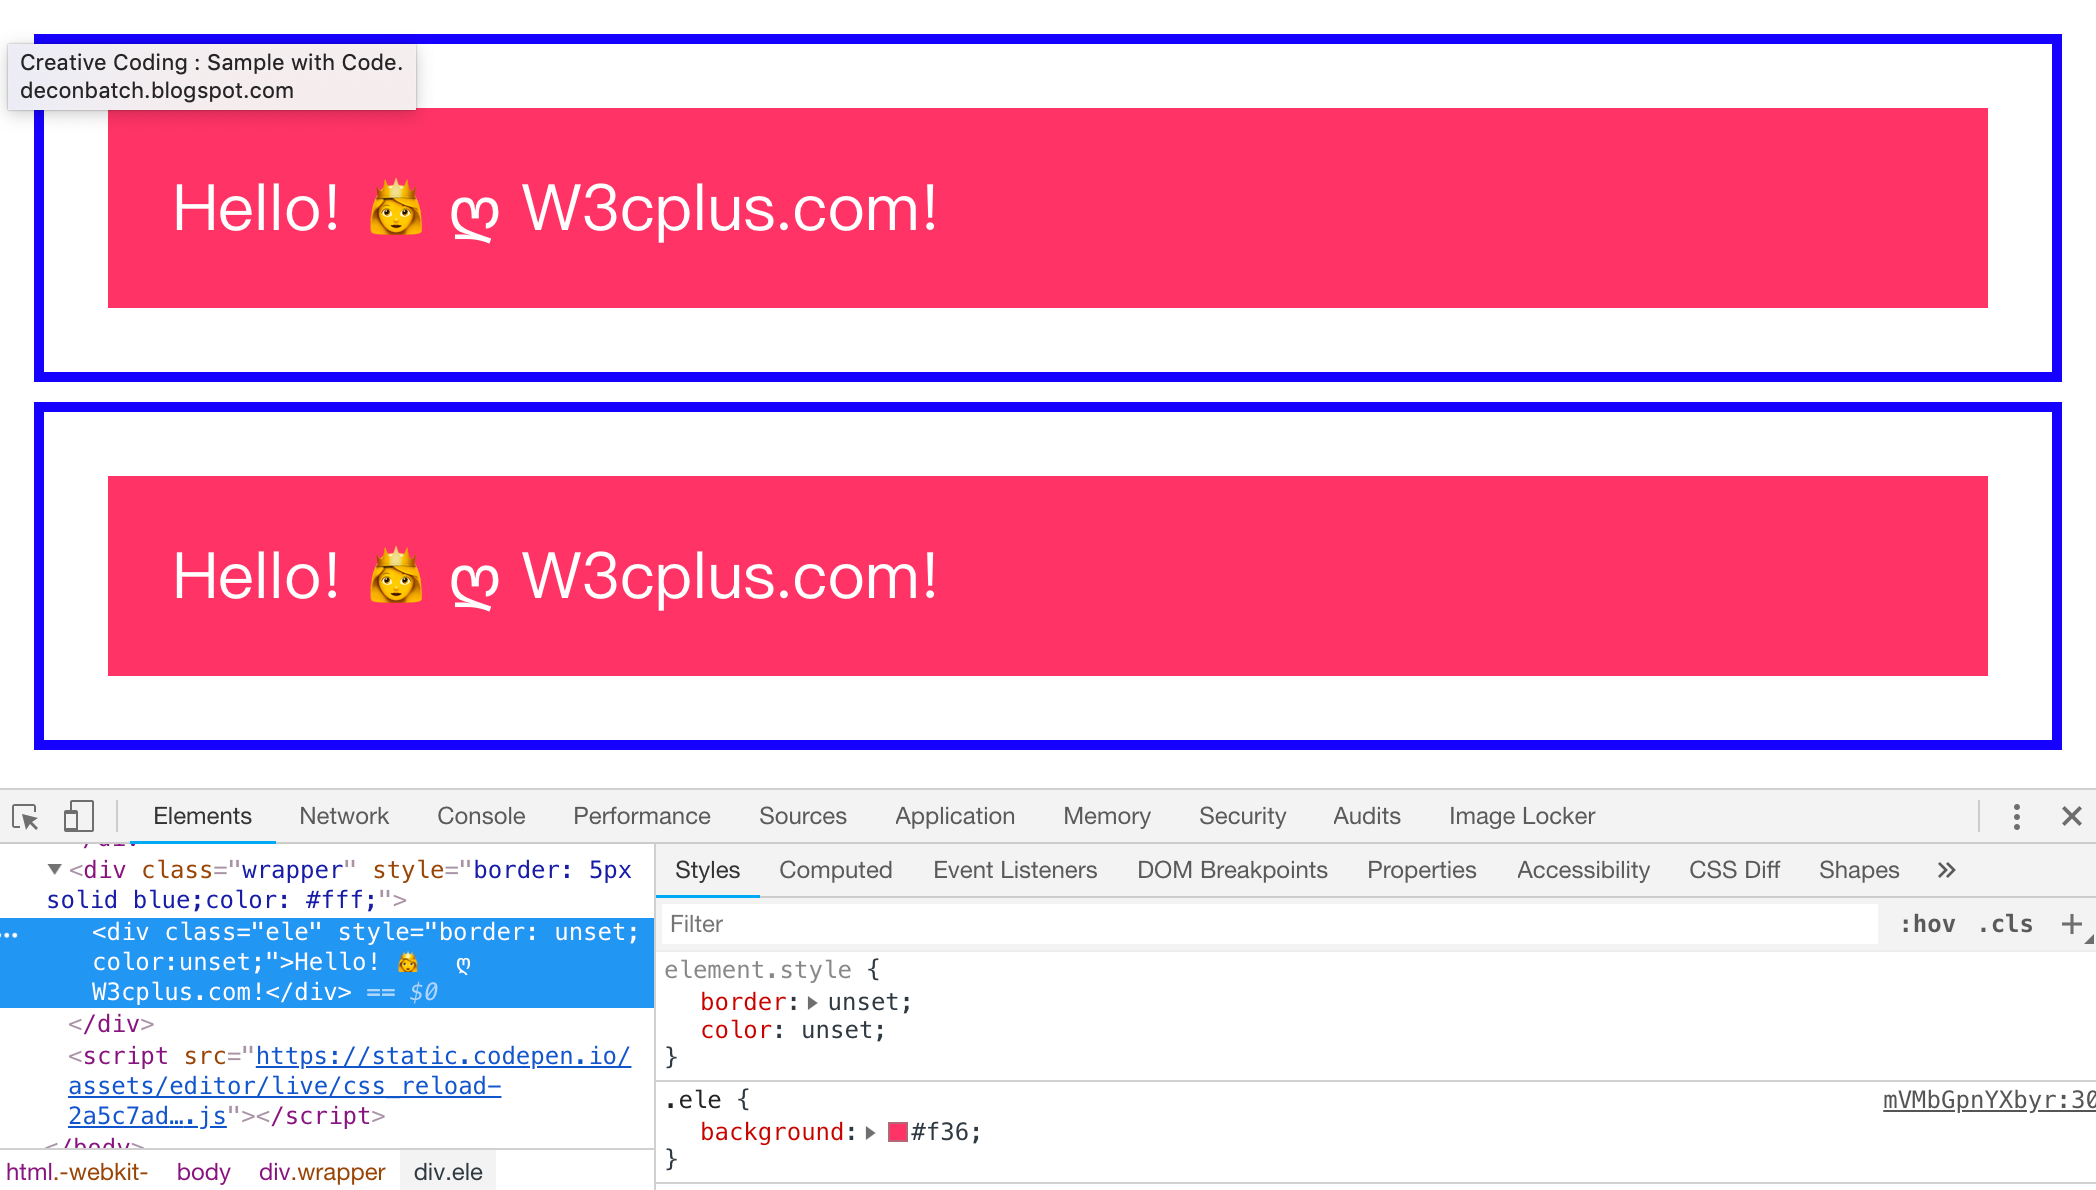 Creative Coding : Sample with Code.
deconbatch.blogspot.com
Hello! 👸 ღ W3cplus.com!
Hello! 👸 ღ W3cplus.com!
Elements Network Console Performance Sources Application Memory Security Audits Image Locker
<div class="wrapper" style="border: 5px
solid blue;color: #fff;">
<div class="ele" style="border: unset;
color:unset;">Hello! 👸 ღ
W3cplus.com!</div> == $0
</div>
<script src="https://static.codepen.io/
assets/editor/live/css_reload-
2a5c7ad….js"></script>
</body>
html.-webkit- body div.wrapper div.ele
Styles Computed Event Listeners DOM Breakpoints Properties Accessibility CSS Diff Shapes »
Filter :hov .cls +
element.style {
border: unset;
color: unset;
}
.ele { mVMbGpnYXbyr:30
background: #f36;
}